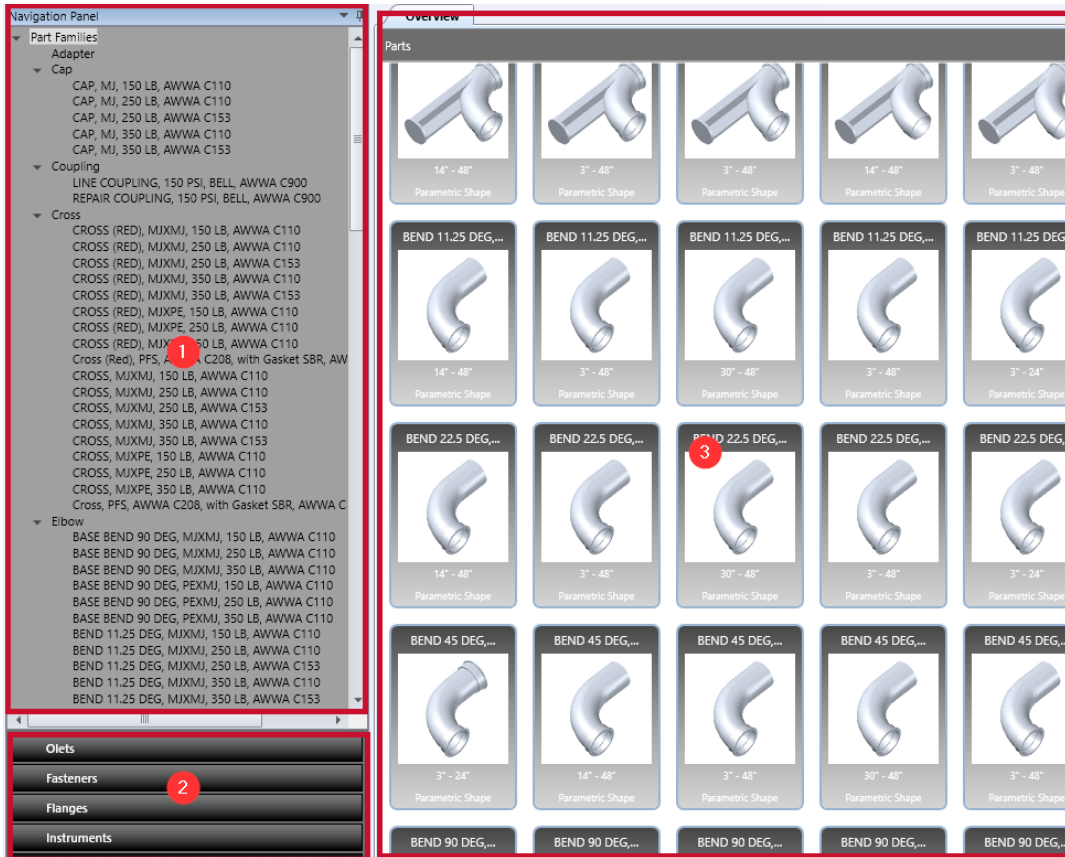 Navigation Panel
Part Families
Adapter
Cap
CAP, MJ, 150 LB, AWWA C110
CAP, MJ, 250 LB, AWWA C110
CAP, MJ, 250 LB, AWWA C153
CAP, MJ, 350 LB, AWWA C110
CAP, MJ, 350 LB, AWWA C153
Coupling
LINE COUPLING, 150 PSI, BELL, AWWA C900
REPAIR COUPLING, 150 PSI, BELL, AWWA C900
Cross
CROSS (RED), MJXMJ, 150 LB, AWWA C110
CROSS (RED), MJXMJ, 250 LB, AWWA C110
CROSS (RED), MJXMJ, 250 LB, AWWA C153
CROSS (RED), MJXMJ, 350 LB, AWWA C110
CROSS (RED), MJXMJ, 350 LB, AWWA C153
CROSS (RED), MJXPE, 150 LB, AWWA C110
CROSS (RED), MJXPE, 250 LB, AWWA C110
CROSS (RED), LB, AWWA C110
1
Cross (Red), PFS, C208, with Gasket SBR, AW
CROSS, MJXMJ, 150 LB, AWWA C110
CROSS, MJXMJ, 250 LB, AWWA C110
CROSS, MJXMJ, 250 LB, AWWA C153
CROSS, MJXMJ, 350 LB, AWWA C110
CROSS, MJXMJ, 350 LB, AWWA C153
CROSS, MJXPE, 150 LB, AWWA C110
CROSS, MJXPE, 250 LB, AWWA C110
CROSS, MJXPE, 350 LB, AWWA C110
Cross, PFS, AWWA C208, with Gasket SBR, AWWA C
Elbow
BASE BEND 90 DEG, MJXMJ, 150 LB, AWWA C110
BASE BEND 90 DEG, MJXMJ, 250 LB, AWWA C110
BASE BEND 90 DEG, MJXMJ, 350 LB, AWWA C110
BASE BEND 90 DEG, PEXMJ, 150 LB, AWWA C110
BASE BEND 90 DEG, PEXMJ, 250 LB, AWWA C110
BASE BEND 90 DEG, PEXMJ, 350 LB, AWWA C110
BEND 11.25 DEG, MJXMJ, 150 LB, AWWA C110
BEND 11.25 DEG, MJXMJ, 250 LB, AWWA C110
BEND 11.25 DEG, MJXMJ, 250 LB, AWWA C153
BEND 11.25 DEG, MJXMJ, 350 LB, AWWA C110
BEND 11.25 DEG, MJXMJ, 350 LB, AWWA C153
Olets
Fasteners
2
Flanges
Instruments
Overview
Parts
14" - 48" 3" - 48" 3" - 48" 14" - 48" 3" - 48"
Parametric Shape Parametric Shape Parametric Shape Parametric Shape Parametric Shape
BEND 11.25 DEG,... BEND 11.25 DEG,... BEND 11.25 DEG,... BEND 11.25 DEG,... BEND 11.25 DEG
14" - 48" 3" - 48" 30" - 48" 3" - 48" 3" - 24"
Parametric Shape Parametric Shape Parametric Shape Parametric Shape Parametric Shape
BEND 22.5 DEG,... BEND 22.5 DEG,... BEND 22.5 DEG,... BEND 22.5 DEG,... BEND 22.5 DEG,
3
14" - 48" 3" - 48" 30" - 48" 3" - 48" 3" - 24"
Parametric Shape Parametric Shape Parametric Shape Parametric Shape Parametric Shape
BEND 45 DEG,... BEND 45 DEG,... BEND 45 DEG,... BEND 45 DEG,... BEND 45 DEG,..
3" - 24" 14" - 48" 3" - 48" 30" - 48" 3" - 48"
Parametric Shape Parametric Shape Parametric Shape Parametric Shape Parametric Shape
BEND 90 DEG,... BEND 90 DEG,... BEND 90 DEG,... BEND 90 DEG,... BEND 90 DEG,..